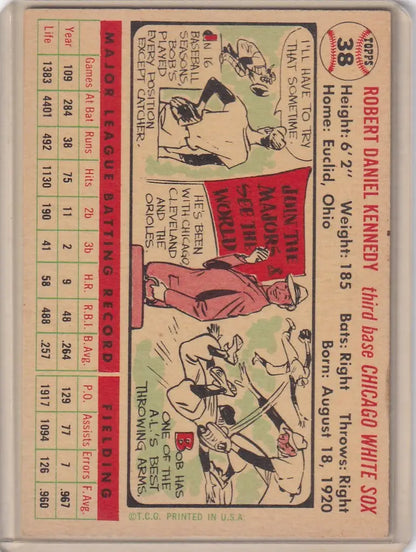 TOPPS
38
ROBERT DANIEL KENNEDY third base CHICAGO WHITE SOX
Height: 6' 2" Weight: 185 Bats: Right Throws: Right
Home: Euclid, Ohio Born: August 18, 1920
I'LL HAVE TO TRY
THAT SOMETIME
IN 16
BASEBALL
SEASONS
BOB'S
PLAYED
EVERY POSITION
EXCEPT CATCHER.
JOIN THE
MAJORS &
SEE THE
WORLD
HE'S BEEN
WITH CHICAGO
CLEVELAND
AND THE
ORIOLES
BOB HAS
ONE OF THE
A.L.'S BEST
THROWING ARMS.
©T.C.G. PRINTED IN U.S.A.
MAJOR LEAGUE BATTING RECORD FIELDING
Games At Bat Runs Hits 2b 3b H.R. R.B.I. B.Avg. P.O. Assists Errors F.Avg.
Year 109 284 38 75 11 2 9 48 .264 129 77 7 .967
Life 1383 4401 492 1130 190 41 58 488 .257 1917 1094 126 .960